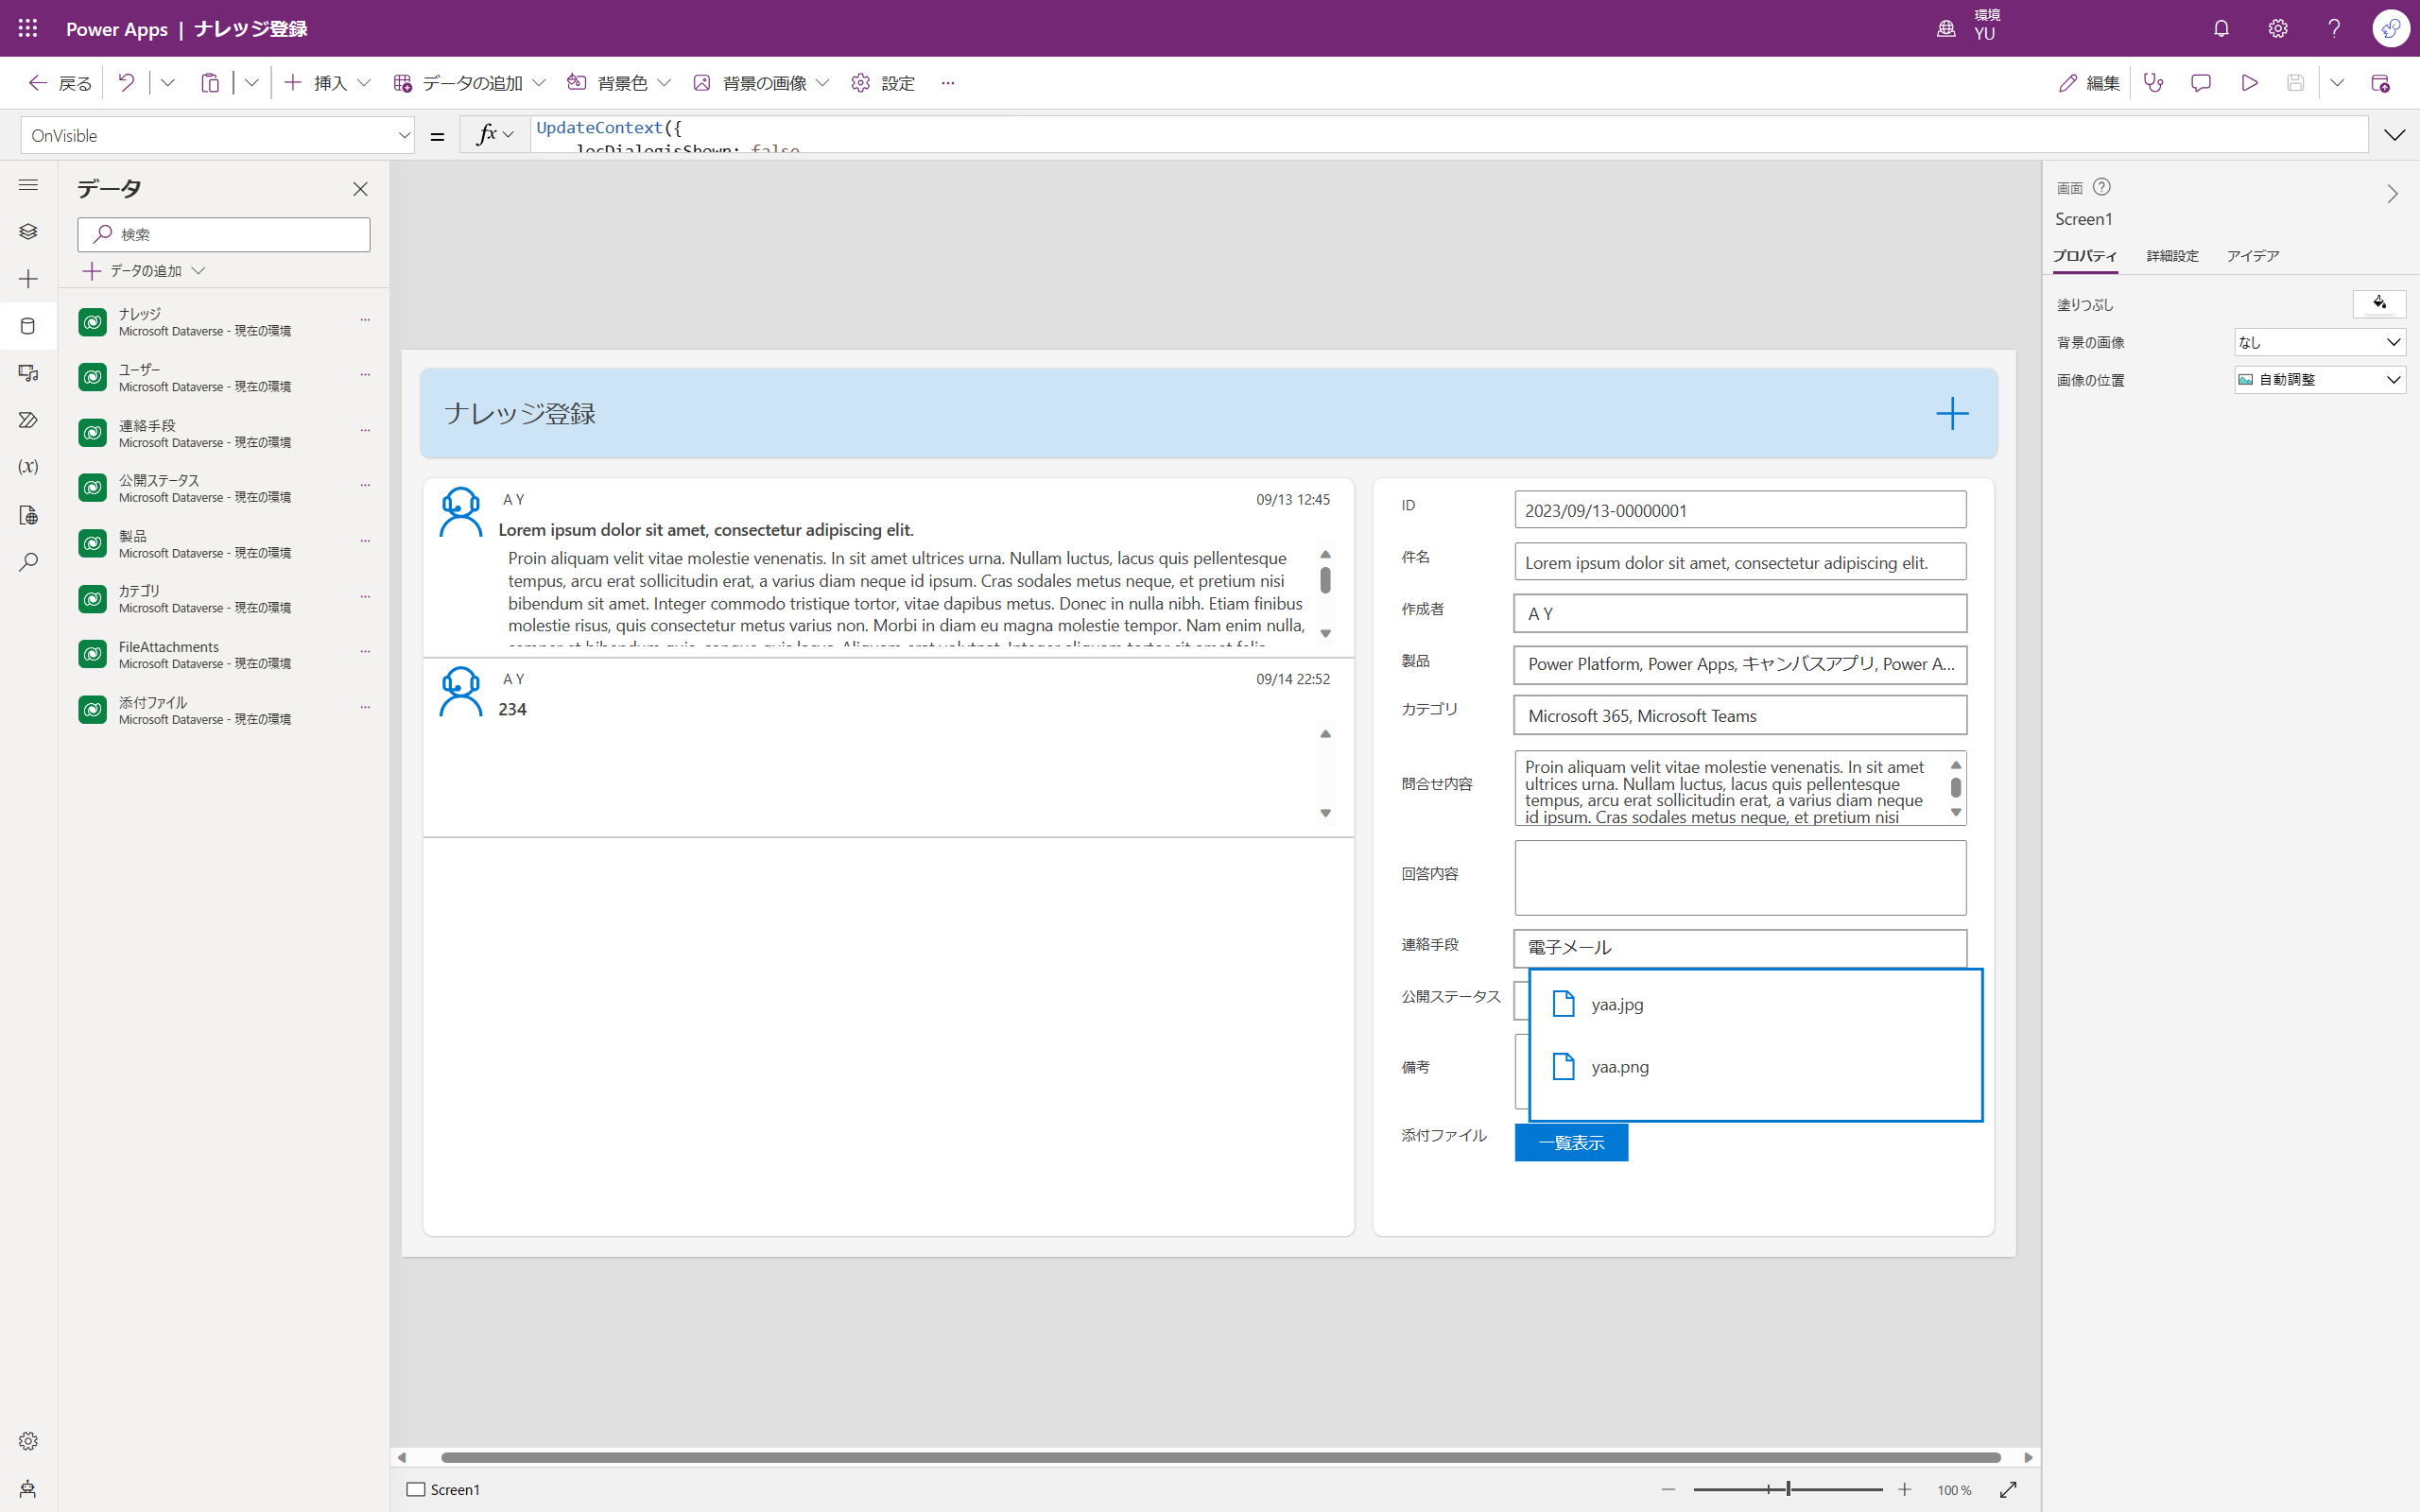 Power Apps | ナレッジ登録
環境
YU
戻る
挿入
データの追加
背景色
背景の画像
設定
編集
OnVisible
=
fx
UpdateContext({
locDialogisShown: false
データ
検索
データの追加
ナレッジ
Microsoft Dataverse - 現在の環境
ユーザー
Microsoft Dataverse - 現在の環境
連絡手段
Microsoft Dataverse - 現在の環境
公開ステータス
Microsoft Dataverse - 現在の環境
製品
Microsoft Dataverse - 現在の環境
カテゴリ
Microsoft Dataverse - 現在の環境
FileAttachments
Microsoft Dataverse - 現在の環境
添付ファイル
Microsoft Dataverse - 現在の環境
ナレッジ登録
A Y
09/13 12:45
Lorem ipsum dolor sit amet, consectetur adipiscing elit.
Proin aliquam velit vitae molestie venenatis. In sit amet ultrices urna. Nullam luctus, lacus quis pellentesque
tempus, arcu erat sollicitudin erat, a varius diam neque id ipsum. Cras sodales metus neque, et pretium nisi
bibendum sit amet. Integer commodo tristique tortor, vitae dapibus metus. Donec in nulla nibh. Etiam finibus
molestie risus, quis consectetur metus varius non. Morbi in diam eu magna molestie tempor. Nam enim nulla,
A Y
09/14 22:52
234
ID
2023/09/13-00000001
件名
Lorem ipsum dolor sit amet, consectetur adipiscing elit.
作成者
A Y
製品
Power Platform, Power Apps, キャンバスアプリ, Power A...
カテゴリ
Microsoft 365, Microsoft Teams
問合せ内容
Proin aliquam velit vitae molestie venenatis. In sit amet
ultrices urna. Nullam luctus, lacus quis pellentesque
tempus, arcu erat sollicitudin erat, a varius diam neque
id ipsum. Cras sodales metus neque, et pretium nisi
回答内容
連絡手段
電子メール
公開ステータス
yaa.jpg
備考
yaa.png
添付ファイル
一覧表示
画面
Screen1
プロパティ
詳細設定
アイデア
塗りつぶし
背景の画像
なし
画像の位置
自動調整
Screen1
100 %